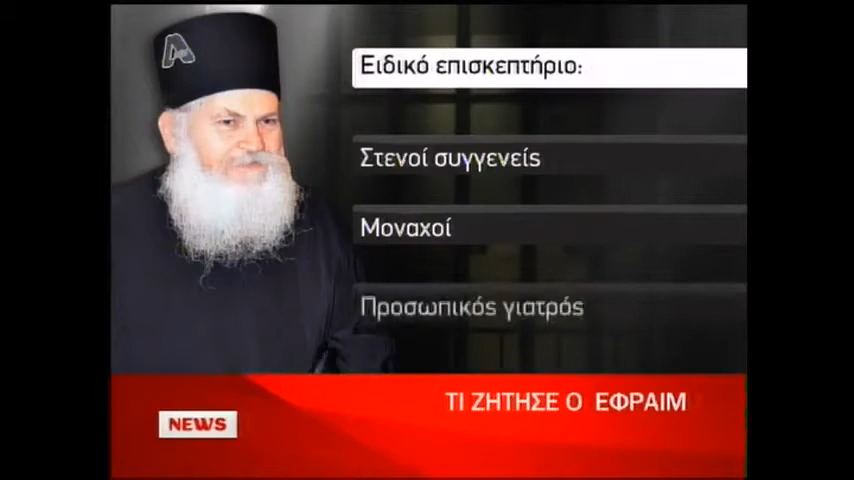 Ειδικό επισκεπτήριο:
Στενοί συγγενείς
Μοναχοί
Προσωπικός γιατρός
ΤΙ ΖΗΤΗΣΕ Ο ΕΦΡΑΙΜ
NEWS